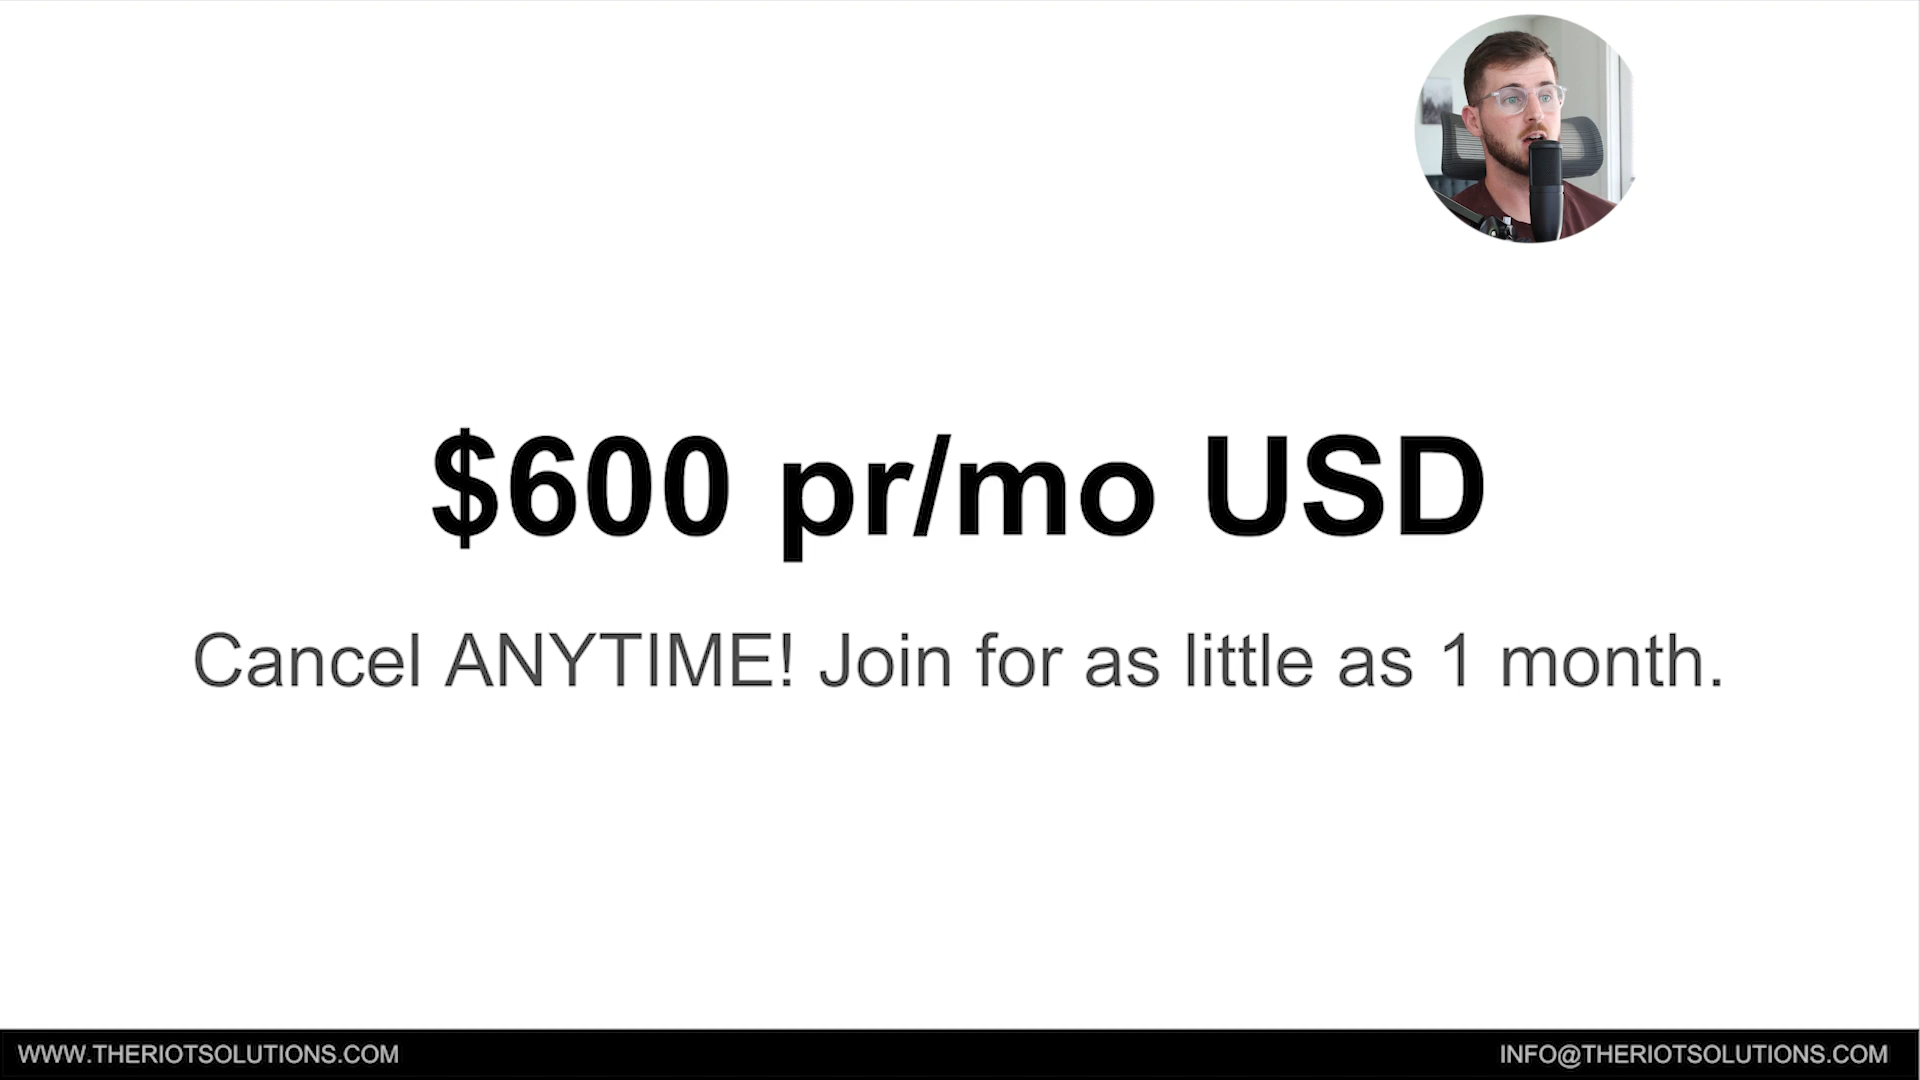 $600 pr/mo USD
Cancel ANYTIME! Join for as little as 1 month.
WWW.THERIOTSOLUTIONS.COM
INFO@THERIOTSOLUTIONS.COM